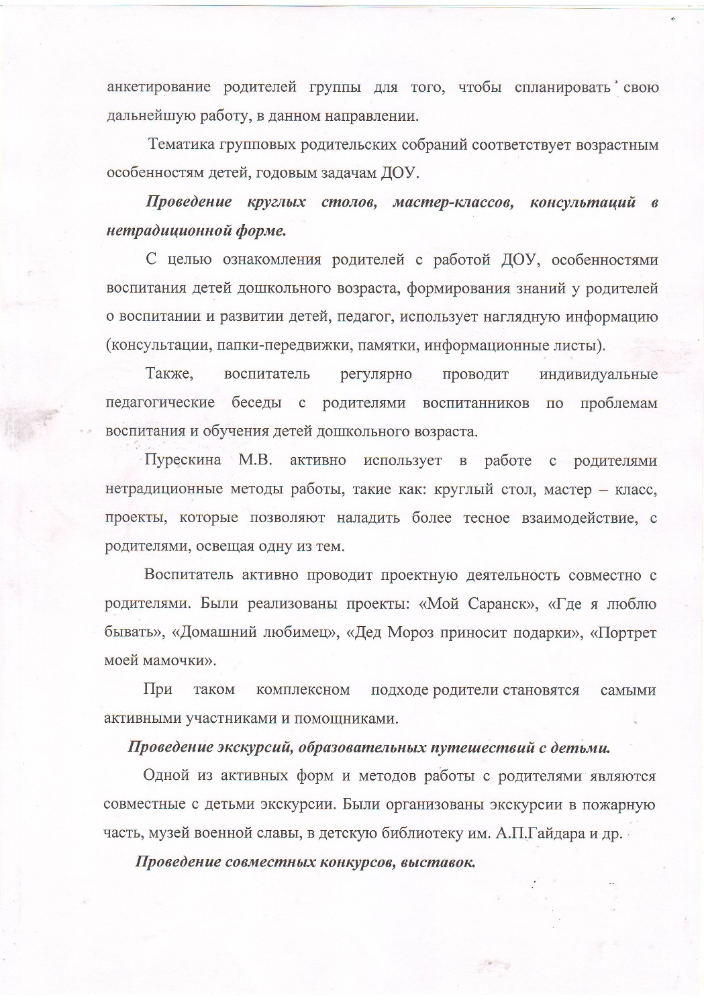 анкетирование родителей группы для того, чтобы спланировать свою
дальнейшую работу, в данном направлении.
Тематика групповых родительских собраний соответствует возрастным
особенностям детей, годовым задачам ДОУ.
Проведение круглых столов, мастер-классов, консультаций в
нетрадиционной форме.
С целью ознакомления родителей с работой ДОУ, особенностями
воспитания детей дошкольного возраста, формирования знаний у родителей
о воспитании и развитии детей, педагог, использует наглядную информацию
(консультации, папки-передвижки, памятки, информационные листы).
Также, воспитатель регулярно проводит индивидуальные
педагогические беседы с родителями воспитанников по проблемам
воспитания и обучения детей дошкольного возраста.
Пурескина М.В. активно использует в работе с родителями
нетрадиционные методы работы, такие как: круглый стол, мастер – класс,
проекты, которые позволяют наладить более тесное взаимодействие, с
родителями, освещая одну из тем.
Воспитатель активно проводит проектную деятельность совместно с
родителями. Были реализованы проекты: «Мой Саранск», «Где я люблю
бывать», «Домашний любимец», «Дед Мороз приносит подарки», «Портрет
моей мамочки».
При таком комплексном подходе родители становятся самыми
активными участниками и помощниками.
Проведение экскурсий, образовательных путешествий с детьми.
Одной из активных форм и методов работы с родителями являются
совместные с детьми экскурсии. Были организованы экскурсии в пожарную
часть, музей военной славы, в детскую библиотеку им. А.П.Гайдара и др.
Проведение совместных конкурсов, выставок.